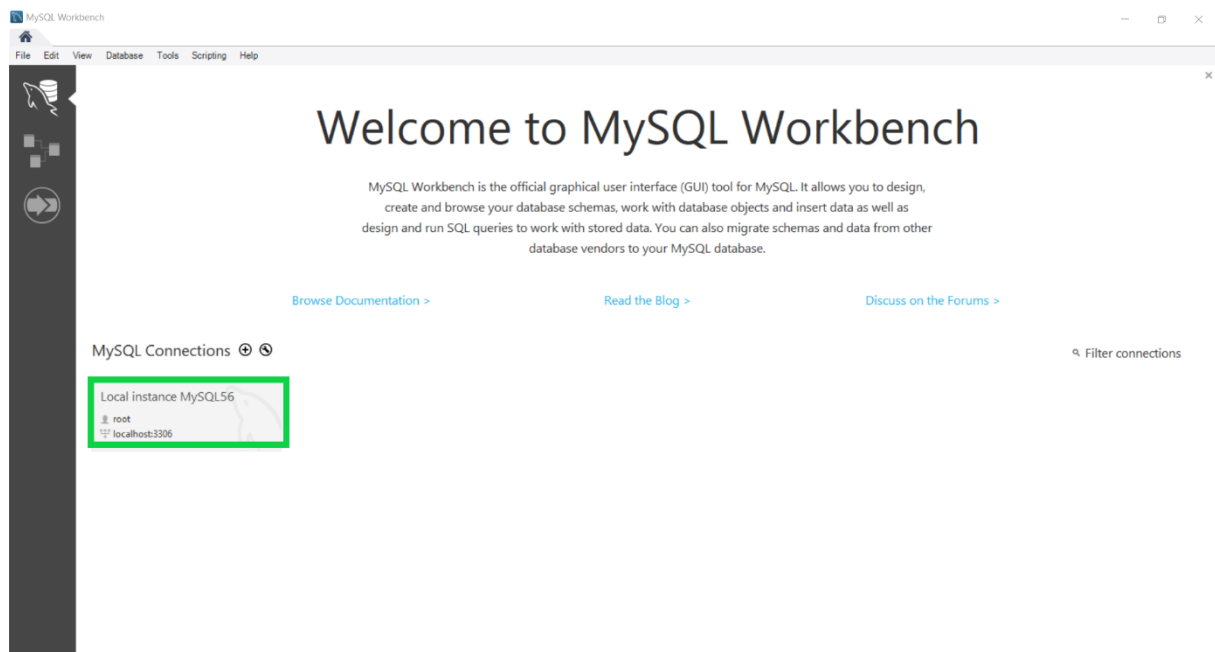 MySQL Workbench
File Edit View Database Tools Scripting Help
Welcome to MySQL Workbench
MySQL Workbench is the official graphical user interface (GUI) tool for MySQL. It allows you to design,
create and browse your database schemas, work with database objects and insert data as well as
design and run SQL queries to work with stored data. You can also migrate schemas and data from other
database vendors to your MySQL database.
Browse Documentation > Read the Blog > Discuss on the Forums >
MySQL Connections Filter connections
Local instance MySQL56
root
localhost:3306